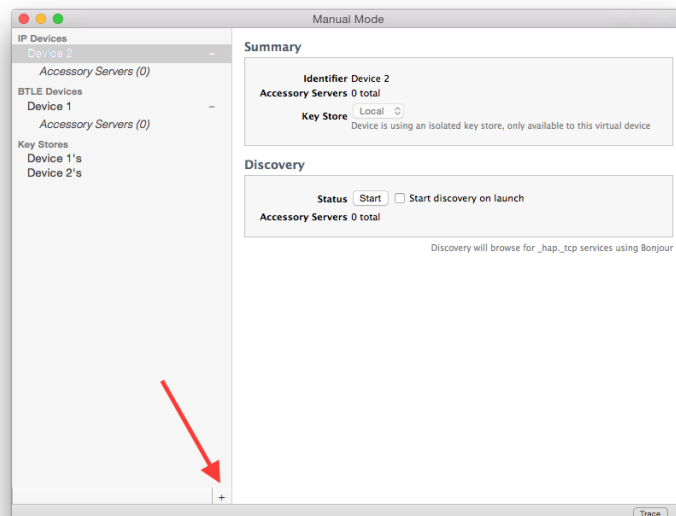 Manual Mode
IP Devices
Device 2 –
Accessory Servers (0)
BTLE Devices
Device 1 –
Accessory Servers (0)
Key Stores
Device 1's
Device 2's
+
Summary
Identifier Device 2
Accessory Servers 0 total
Key Store Local
Device is using an isolated key store, only available to this virtual device
Discovery
Status Start Start discovery on launch
Accessory Servers 0 total
Discovery will browse for _hap._tcp services using Bonjour
Trace